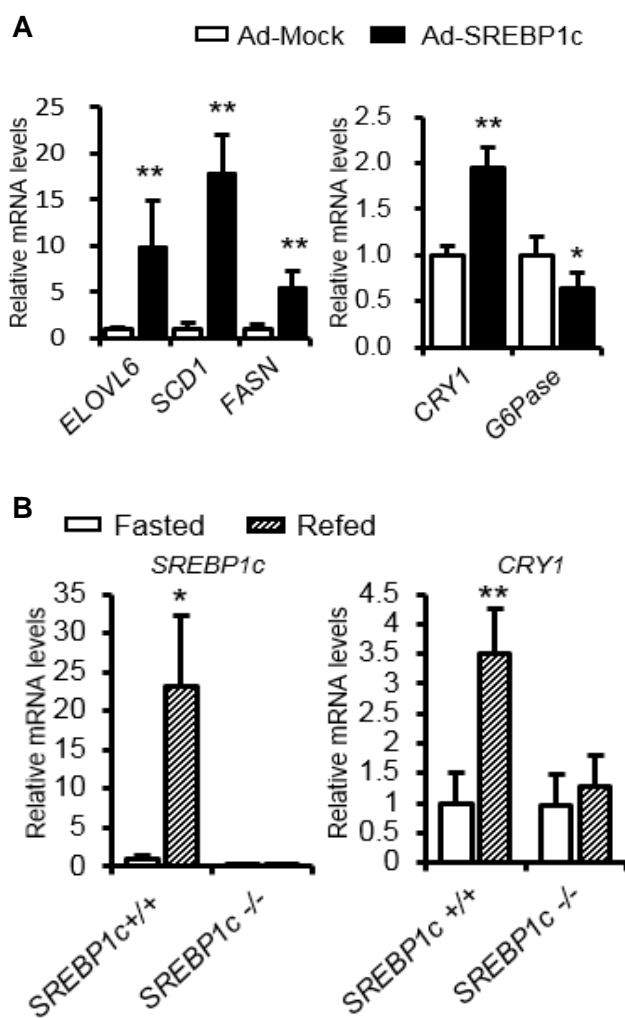 A
Ad-Mock Ad-SREBP1c
Relative mRNA levels
25
20
15
10
5
0
**
**
**
ELOVL6
SCD1
FASN
Relative mRNA levels
2.5
2.0
1.5
1.0
0.5
0.0
**
*
CRY1
G6Pase
B
Fasted Refed
SREBP1c
Relative mRNA levels
35
30
25
20
15
10
5
0
*
SREBP1c+/+
SREBP1c -/-
CRY1
Relative mRNA levels
4.5
4
3.5
3
2.5
2
1.5
1
0.5
0
**
SREBP1c +/+
SREBP1c -/-